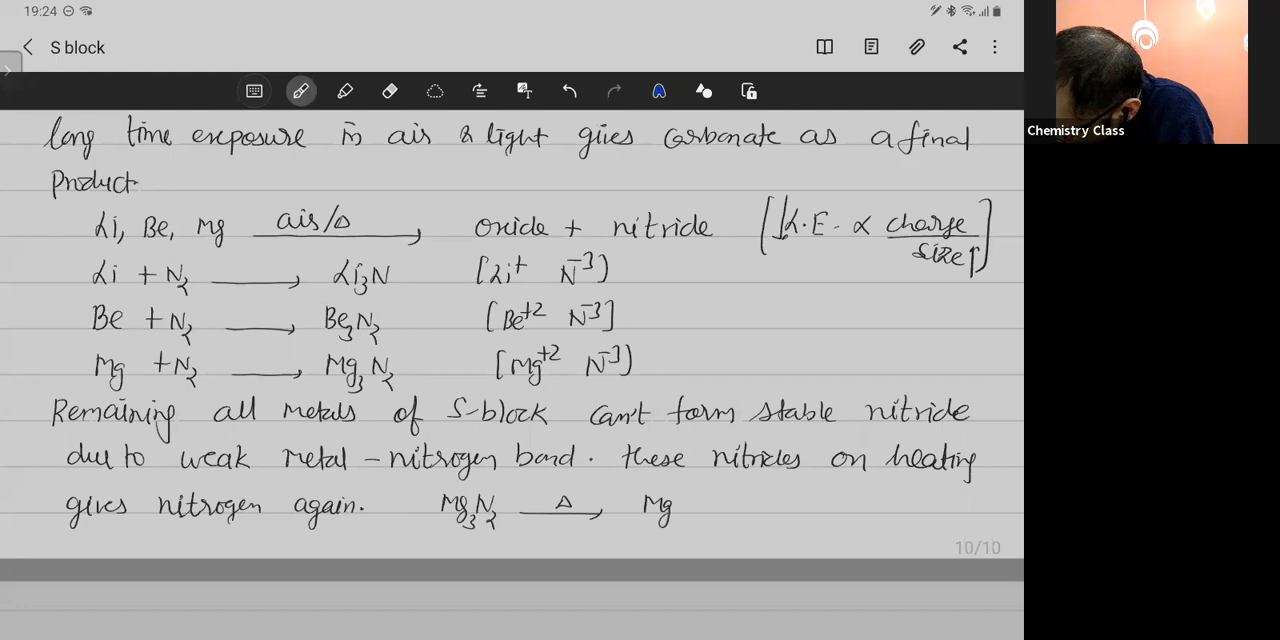 19:24
S block
Chemistry Class
long time exposure in air & light gives carbonate as a final
product
Li, Be, Mg air/Δ → oxide + nitride [L.E. ∝ charge/size↑]
Li + N₂ → Li₃N [Li⁺ N⁻³]
Be + N₂ → Be₃N₂ [Be⁺² N⁻³]
Mg + N₂ → Mg₃N₂ [Mg⁺² N⁻³]
Remaining all metals of S-block can't form stable nitride
due to weak metal - nitrogen bond. these nitrides on heating
gives nitrogen again. Mg₃N₂ Δ → Mg
10/10